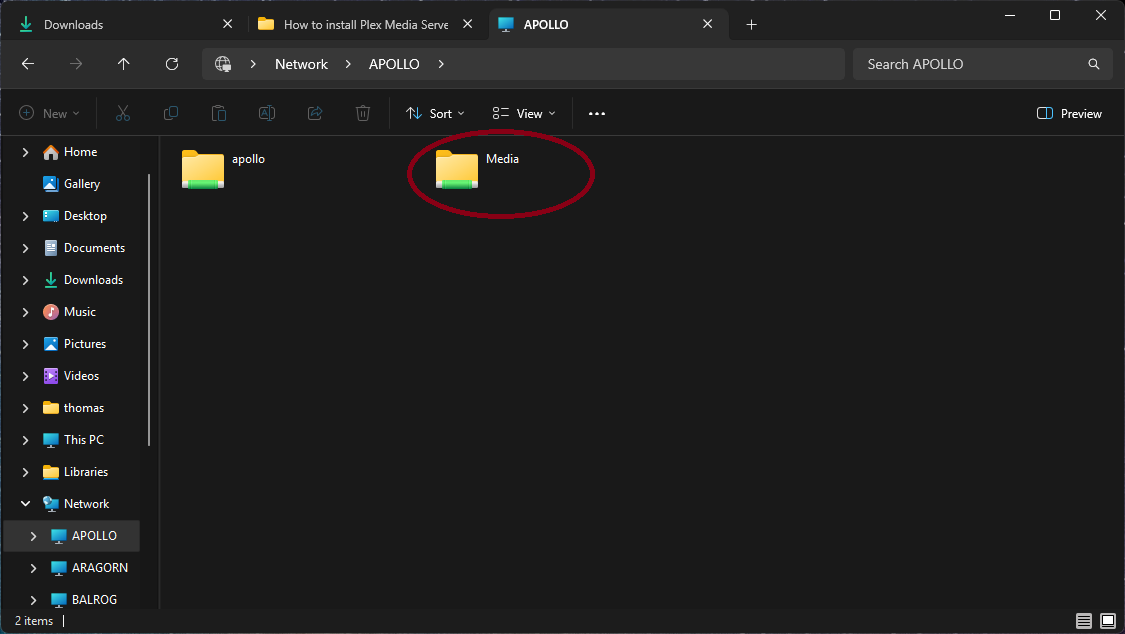 Downloads
How to install Plex Media Serve
APOLLO
Network
APOLLO
Search APOLLO
New
Sort
View
Preview
Home
Gallery
Desktop
Documents
Downloads
Music
Pictures
Videos
thomas
This PC
Libraries
Network
APOLLO
ARAGORN
BALROG
apollo
Media
2 items